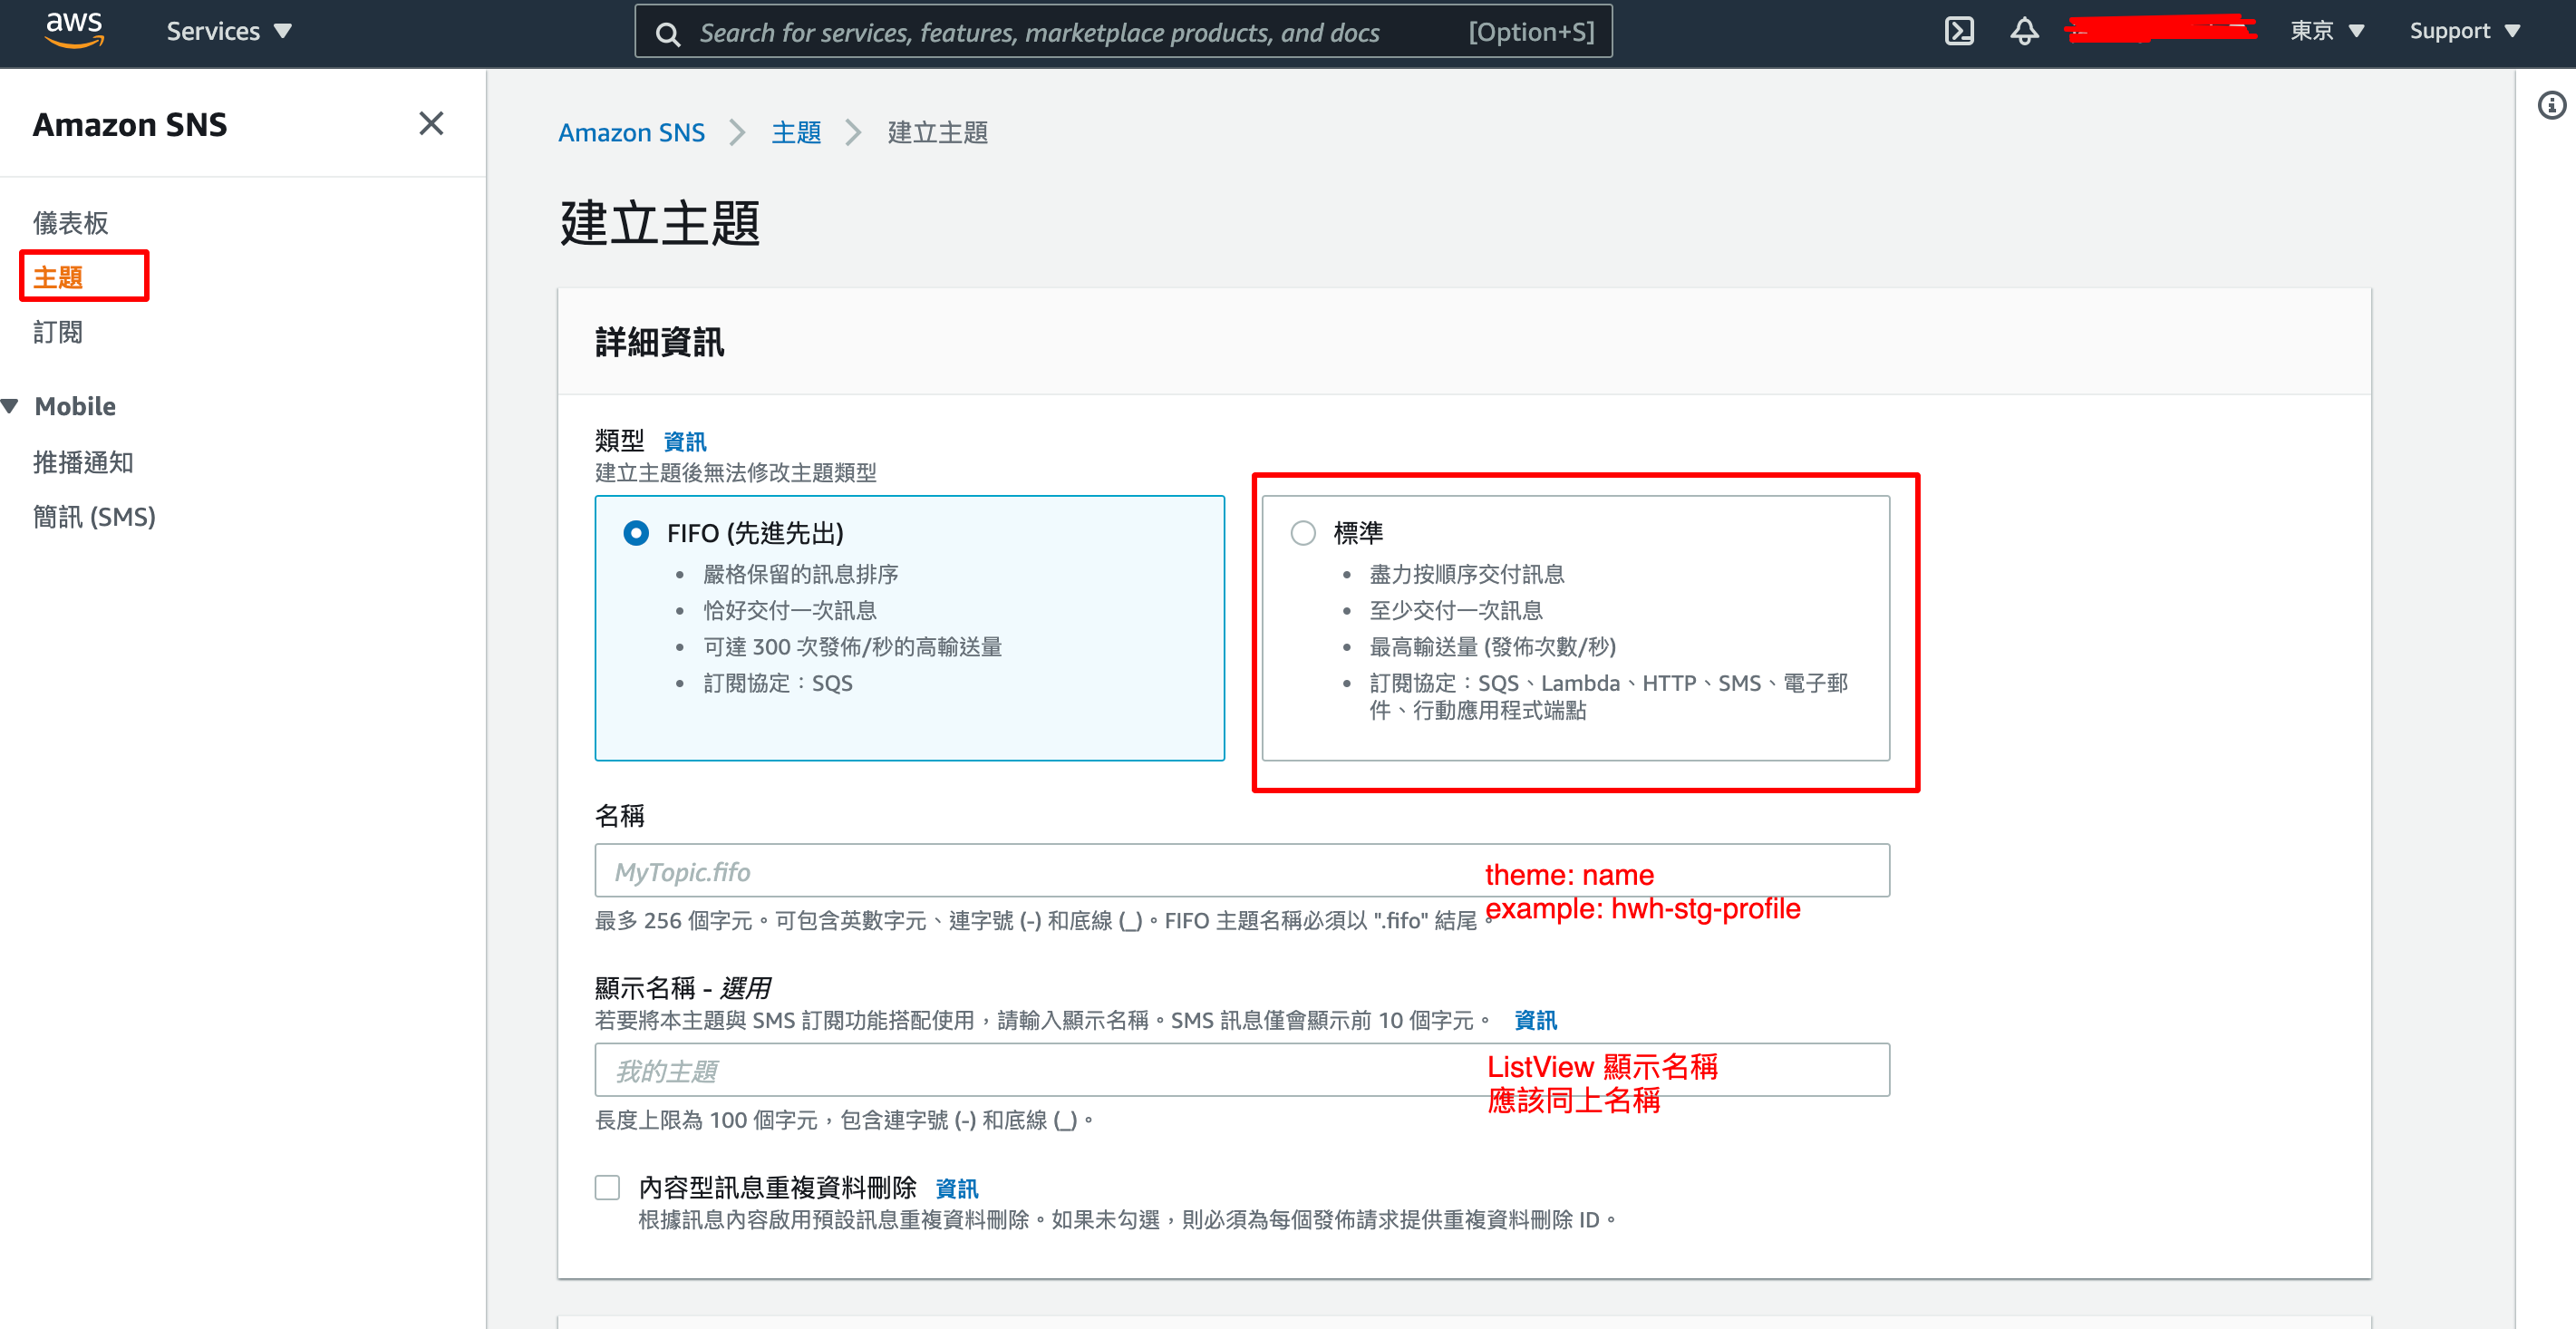 aws
Services
Search for services, features, marketplace products, and docs
[Option+S]
東京
Support
Amazon SNS
儀表板
主題
訂閱
Mobile
推播通知
簡訊 (SMS)
Amazon SNS
主題
建立主題
建立主題
詳細資訊
類型 資訊
建立主題後無法修改主題類型
FIFO (先進先出)
嚴格保留的訊息排序
恰好交付一次訊息
可達 300 次發佈/秒的高輸送量
訂閱協定：SQS
標準
盡力按順序交付訊息
至少交付一次訊息
最高輸送量 (發佈次數/秒)
訂閱協定：SQS、Lambda、HTTP、SMS、電子郵
件、行動應用程式端點
名稱
MyTopic.fifo
theme: name
example: hwh-stg-profile
最多 256 個字元。可包含英數字元、連字號 (-) 和底線 (_)。FIFO 主題名稱必須以 ".fifo" 結尾。
顯示名稱 - 選用
若要將本主題與 SMS 訂閱功能搭配使用，請輸入顯示名稱。SMS 訊息僅會顯示前 10 個字元。 資訊
我的主題
ListView 顯示名稱
應該同上名稱
長度上限為 100 個字元，包含連字號 (-) 和底線 (_)。
內容型訊息重複資料刪除 資訊
根據訊息內容啟用預設訊息重複資料刪除。如果未勾選，則必須為每個發佈請求提供重複資料刪除 ID。